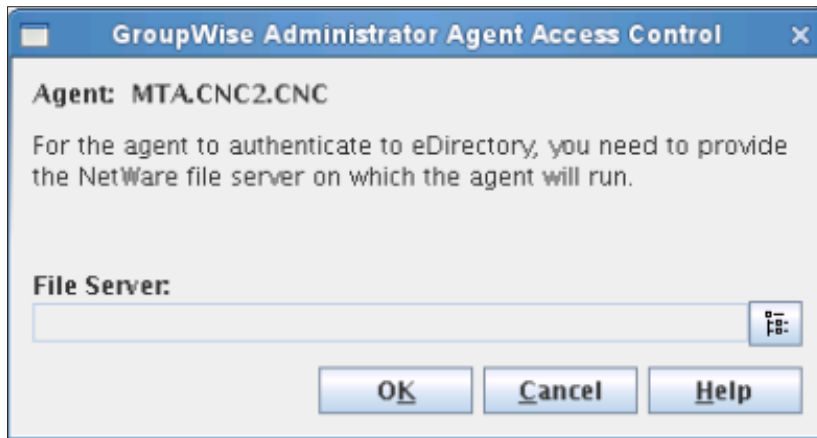 GroupWise Administrator Agent Access Control
Agent: MTA.CNC2.CNC
For the agent to authenticate to eDirectory, you need to provide
the NetWare file server on which the agent will run.
File Server:
OK Cancel Help